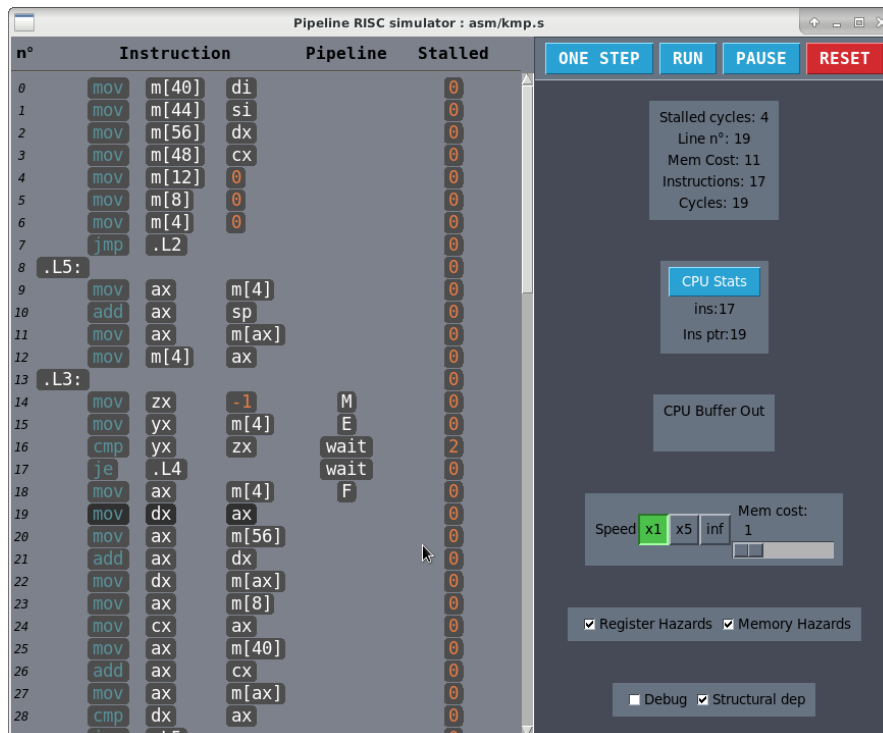 Pipeline RISC simulator : asm/kmp.s
n° Instruction Pipeline Stalled
0 mov m[40] di 0
1 mov m[44] si 0
2 mov m[56] dx 0
3 mov m[48] cx 0
4 mov m[12] 0 0
5 mov m[8] 0 0
6 mov m[4] 0 0
7 jmp .L2 0
8 .L5: 0
9 mov ax m[4] 0
10 add ax sp 0
11 mov ax m[ax] 0
12 mov m[4] ax 0
13 .L3: 0
14 mov zx -1 M 0
15 mov yx m[4] E 0
16 cmp yx zx wait 2
17 je .L4 wait 0
18 mov ax m[4] F 0
19 mov dx ax 0
20 mov ax m[56] 0
21 add ax dx 0
22 mov dx m[ax] 0
23 mov ax m[8] 0
24 mov cx ax 0
25 mov ax m[40] 0
26 add ax cx 0
27 mov ax m[ax] 0
28 cmp dx ax 0
ONE STEP RUN PAUSE RESET
Stalled cycles: 4
Line n°: 19
Mem Cost: 11
Instructions: 17
Cycles: 19
CPU Stats
ins:17
Ins ptr:19
CPU Buffer Out
Speed x1 x5 inf
Mem cost:
1
Register Hazards Memory Hazards
Debug Structural dep